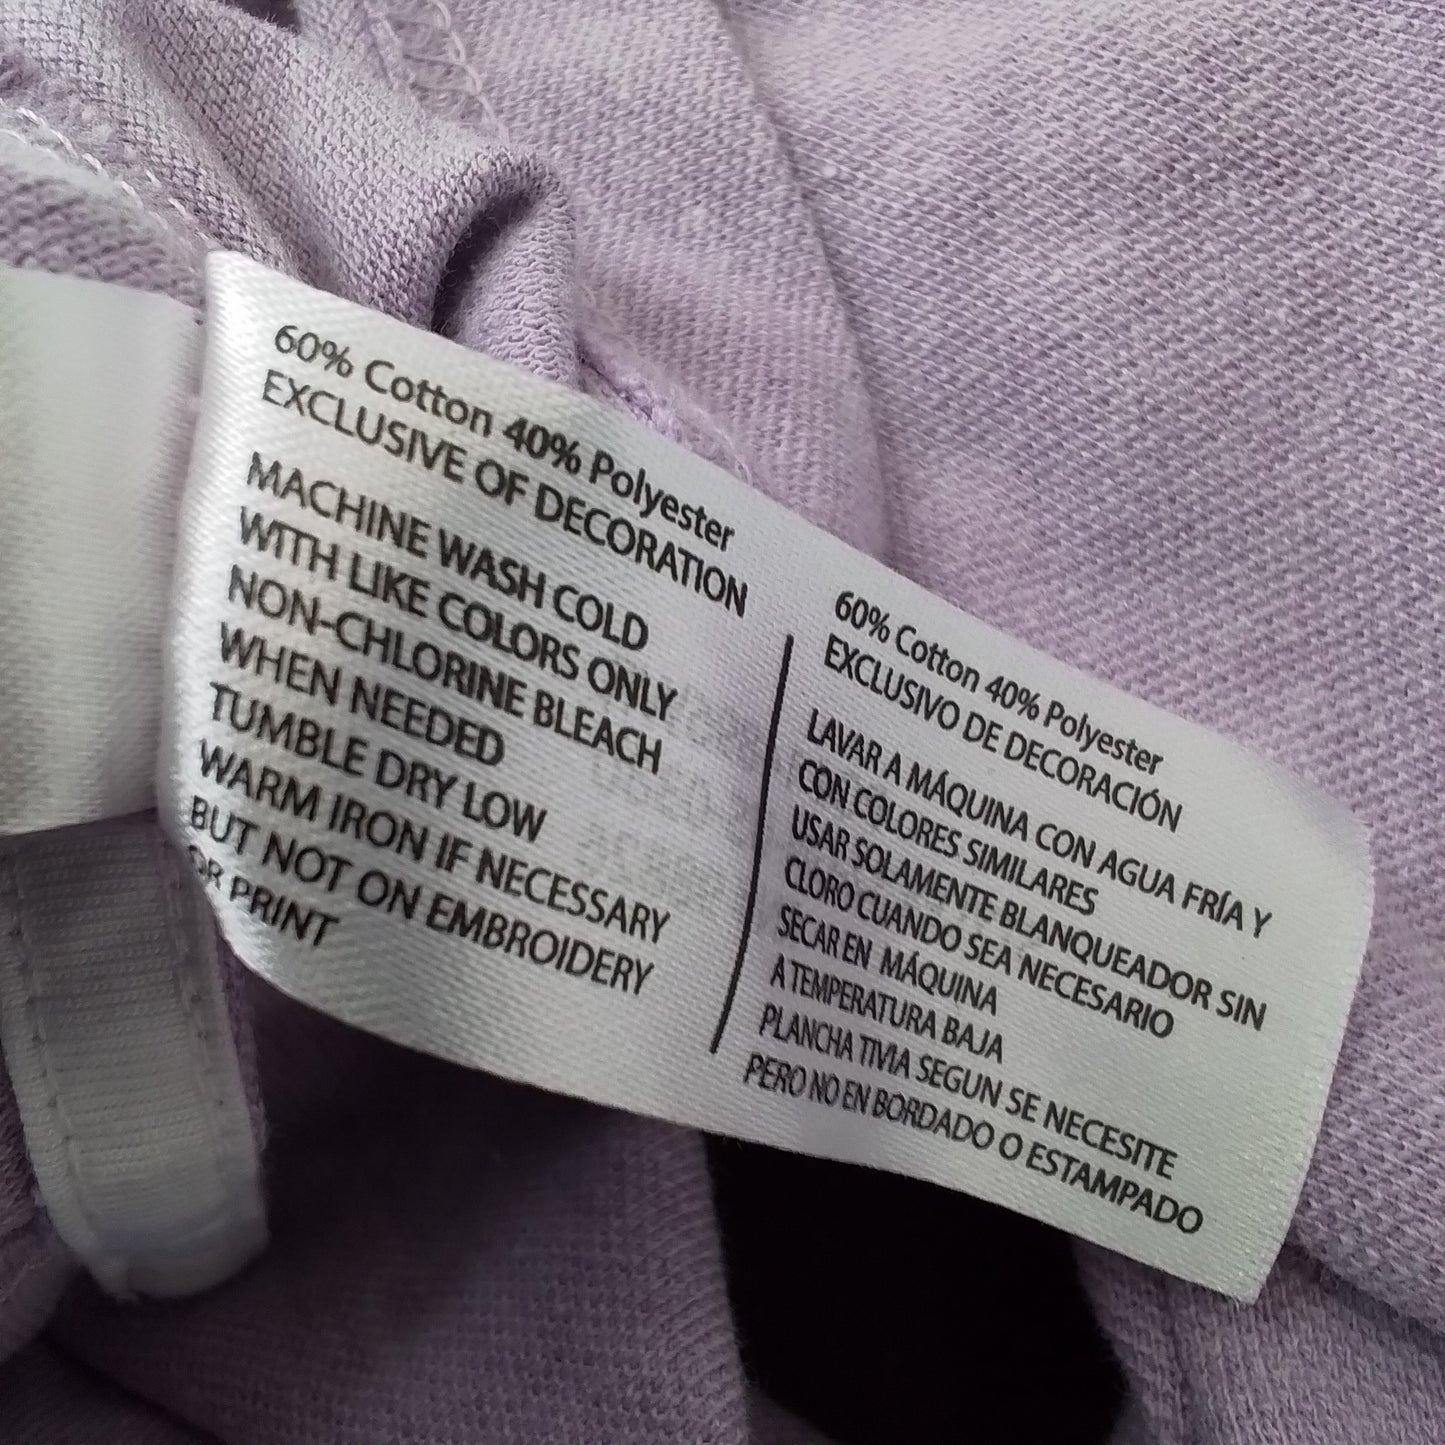 60% Cotton 40% Polyester
EXCLUSIVE OF DECORATION
MACHINE WASH COLD
WITH LIKE COLORS ONLY
NON-CHLORINE BLEACH
WHEN NEEDED
TUMBLE DRY LOW
WARM IRON IF NECESSARY
BUT NOT ON EMBROIDERY
OR PRINT
60% Cotton 40% Polyester
EXCLUSIVO DE DECORACIÓN
LAVAR A MÁQUINA CON AGUA FRÍA Y
CON COLORES SIMILARES
USAR SOLAMENTE BLANQUEADOR SIN
CLORO CUANDO SEA NECESARIO
SECAR EN MÁQUINA
A TEMPERATURA BAJA
PLANCHA TIVIA SEGUN SE NECESITE
PERO NO EN BORDADO O ESTAMPADO